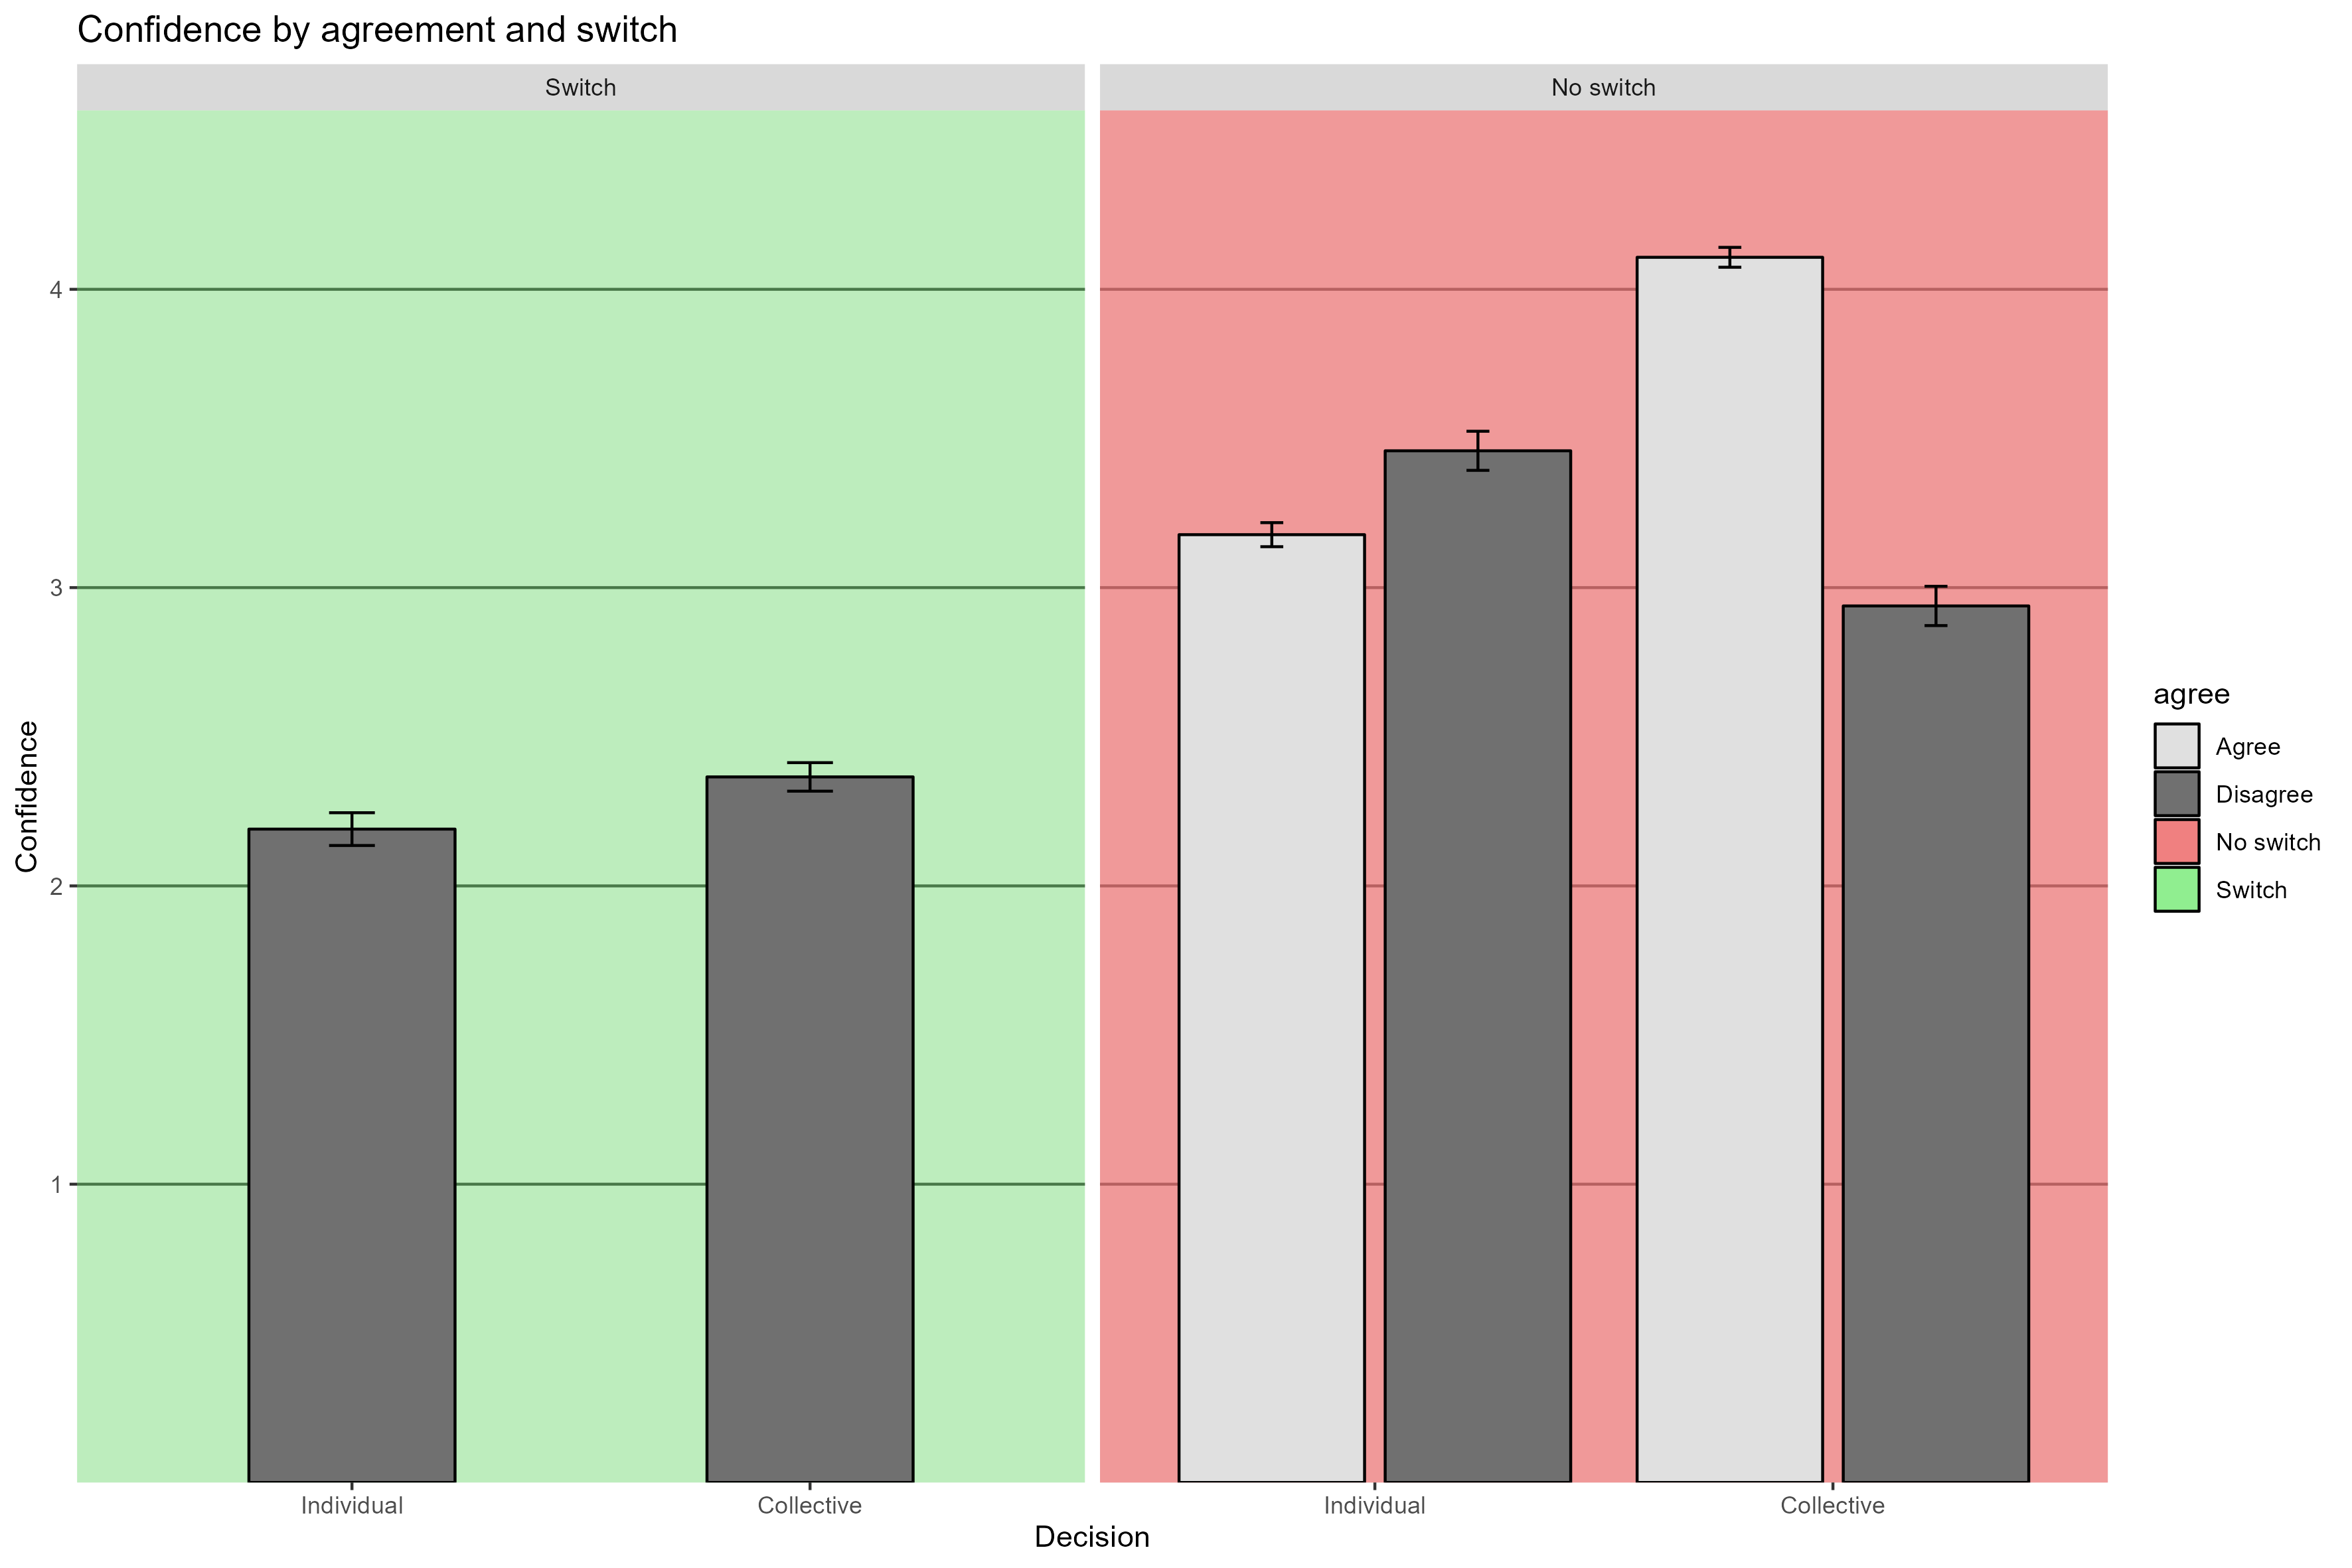 Confidence by agreement and switch
Switch
No switch
4
3
2
1
Confidence
Individual
Collective
Individual
Collective
Decision
agree
Agree
Disagree
No switch
Switch